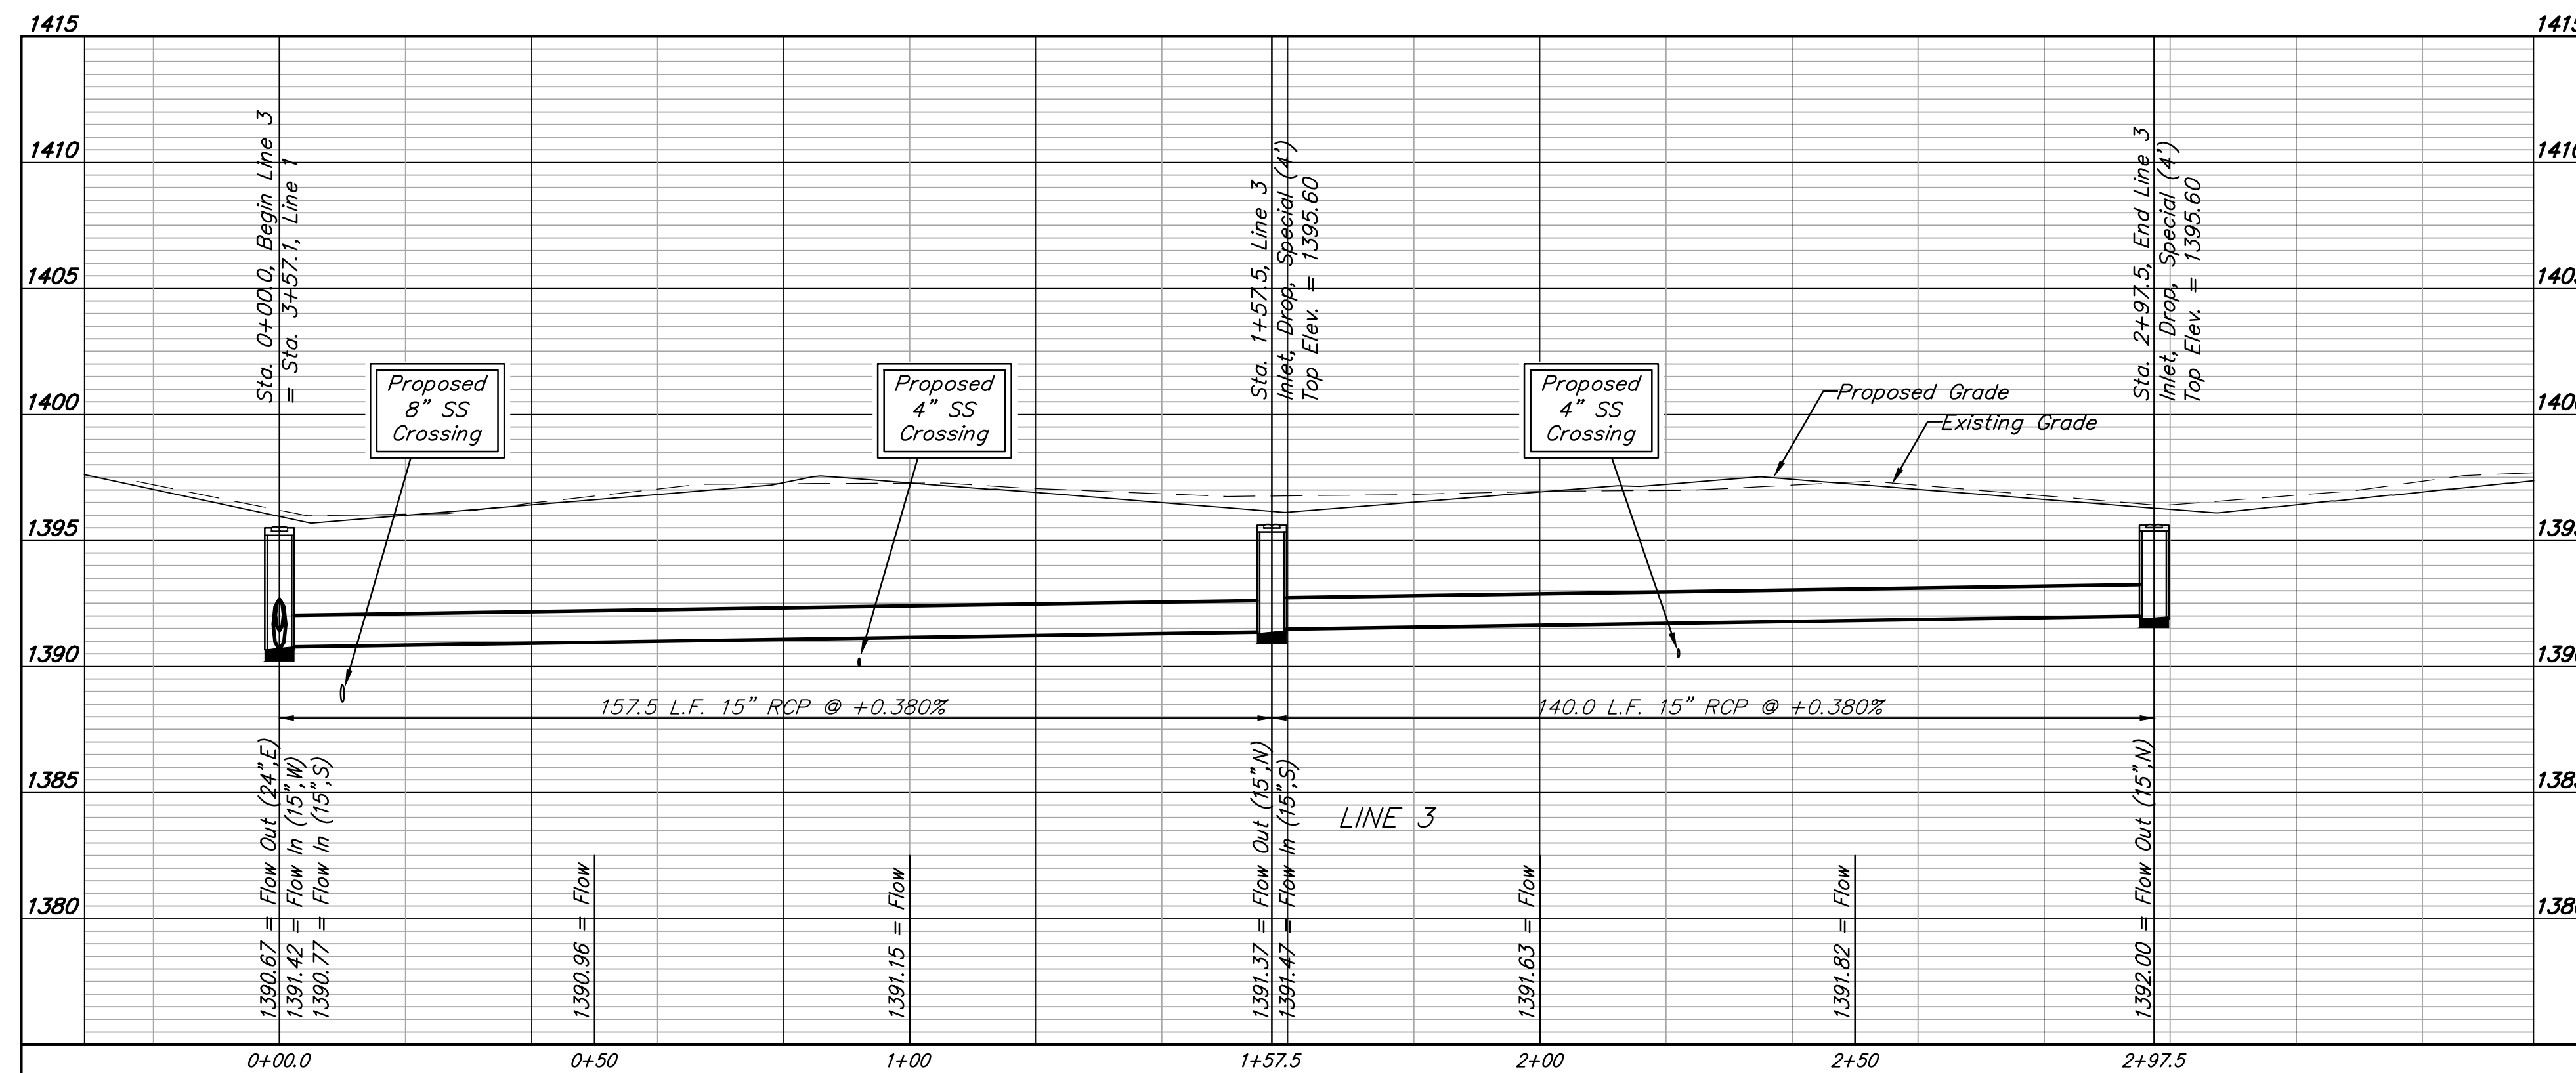 1415
1415
Sta. 0+00.0, Begin Line 3
= Sta. 3+57.1, Line 1
Sta. 1+57.5, Line 3
Inlet, Drop, Special (4')
Top Elev. = 1395.60
Sta. 2+97.5, End Line 3
Inlet, Drop, Special (4')
Top Elev. = 1395.60
1410
1405
1400
Proposed
8" SS
Crossing
Proposed
4" SS
Crossing
Proposed
4" SS
Crossing
Proposed Grade
Existing Grade
1395
1390
157.5 L.F. 15" RCP @ +0.380%
140.0 L.F. 15" RCP @ +0.380%
1385
1380
LINE 3
1390.67 = Flow Out (24",E)
1391.42 = Flow In (15",W)
1390.77 = Flow In (15",S)
1390.96 = Flow
1391.15 = Flow
1391.37 = Flow Out (15",N)
1391.47 = Flow In (15",S)
1391.63 = Flow
1391.82 = Flow
1392.00 = Flow Out (15",N)
0+00.0
0+50
1+00
1+57.5
2+00
2+50
2+97.5